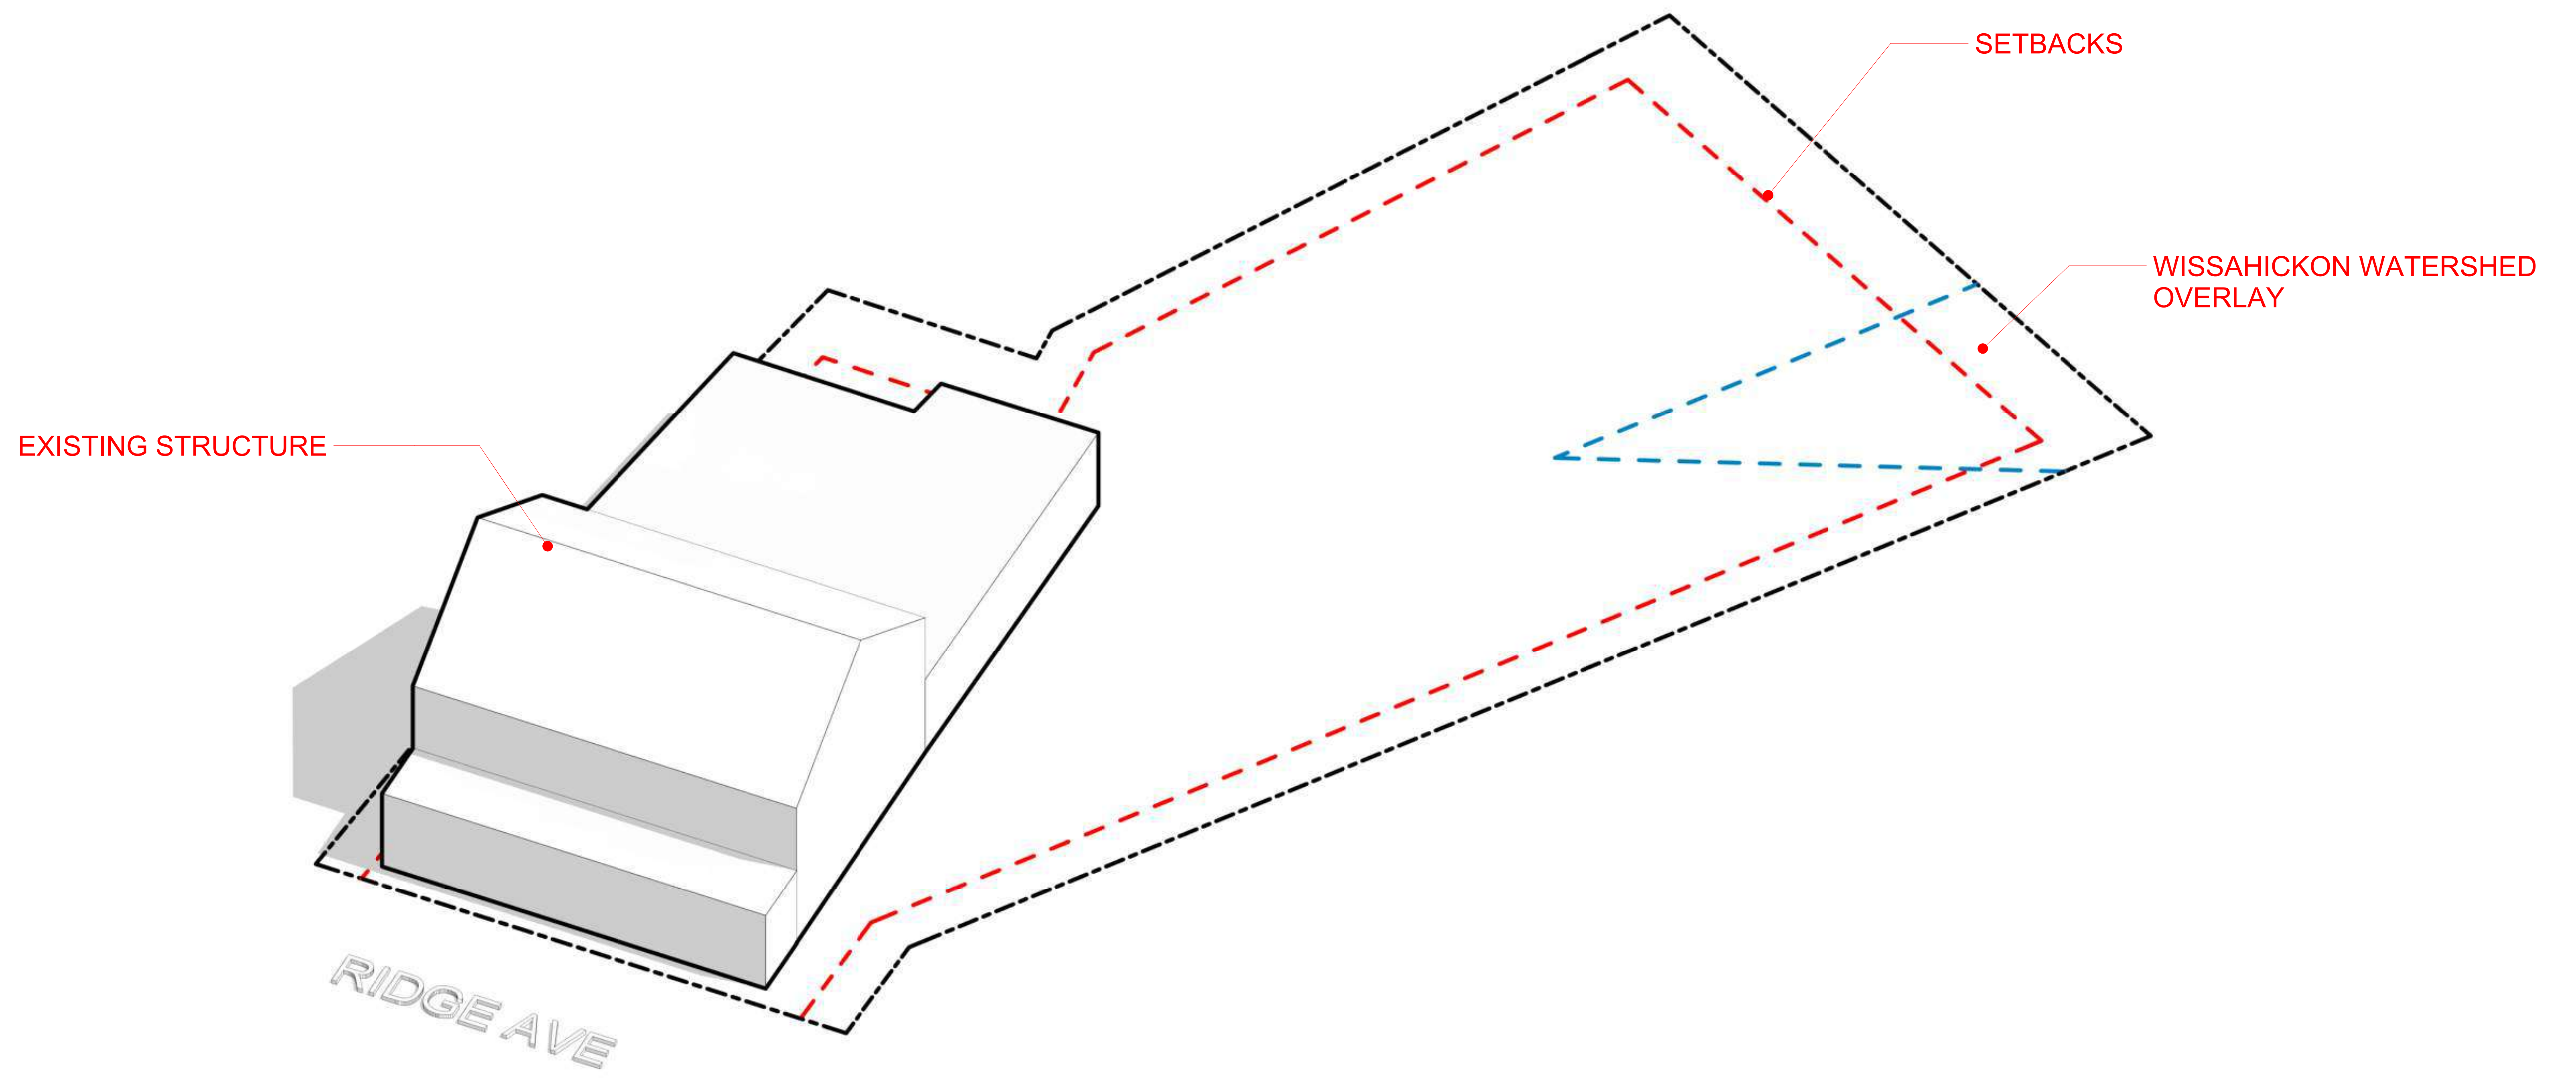 SETBACKS
WISSAHICKON WATERSHED
OVERLAY
EXISTING STRUCTURE
RIDGE AVE